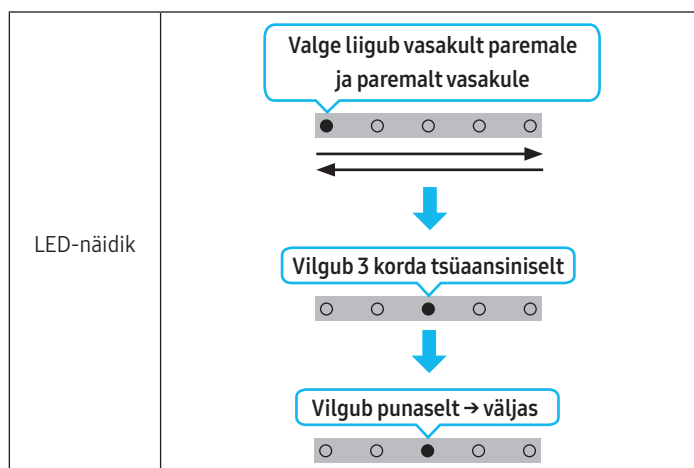 Valge liigub vasakult paremale
ja paremalt vasakule
LED-näidik
Vilgub 3 korda tsüaansiniselt
Vilgub punaselt → väljas